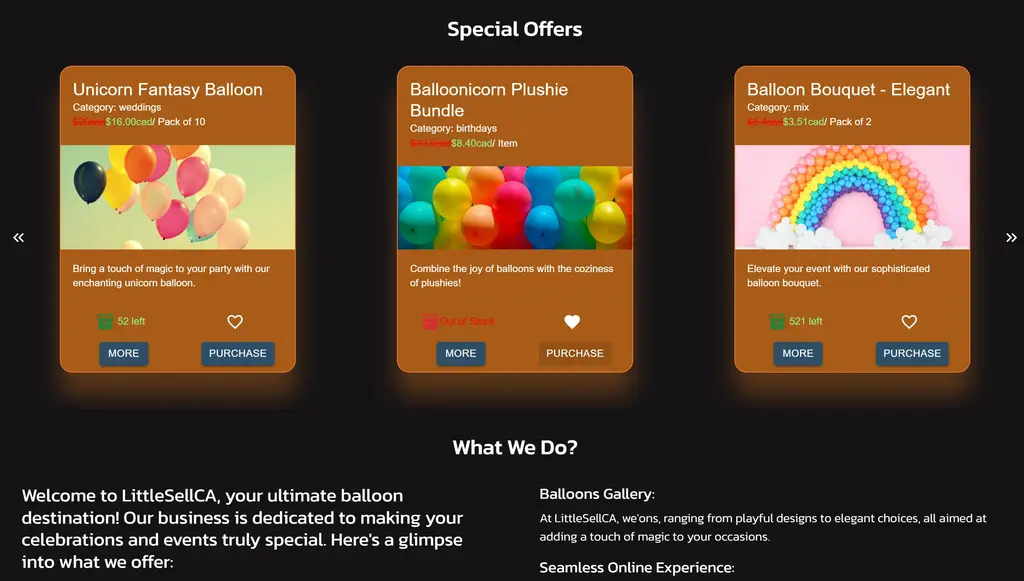 Special Offers
Unicorn Fantasy Balloon
Category: weddings
$20cad$16.00cad/ Pack of 10
Bring a touch of magic to your party with our
enchanting unicorn balloon.
52 left
MORE
PURCHASE
Balloonicorn Plushie
Bundle
Category: birthdays
$8.40cad/ Item
Combine the joy of balloons with the coziness
of plushies!
Out of Stock
MORE
PURCHASE
Balloon Bouquet - Elegant
Category: mix
$5.4cad$3.51cad/ Pack of 2
Elevate your event with our sophisticated
balloon bouquet.
521 left
MORE
PURCHASE
«
»
What We Do?
Welcome to LittleSellCA, your ultimate balloon
destination! Our business is dedicated to making your
celebrations and events truly special. Here's a glimpse
into what we offer:
Balloons Gallery:
At LittleSellCA, we'ons, ranging from playful designs to elegant choices, all aimed at
adding a touch of magic to your occasions.
Seamless Online Experience: